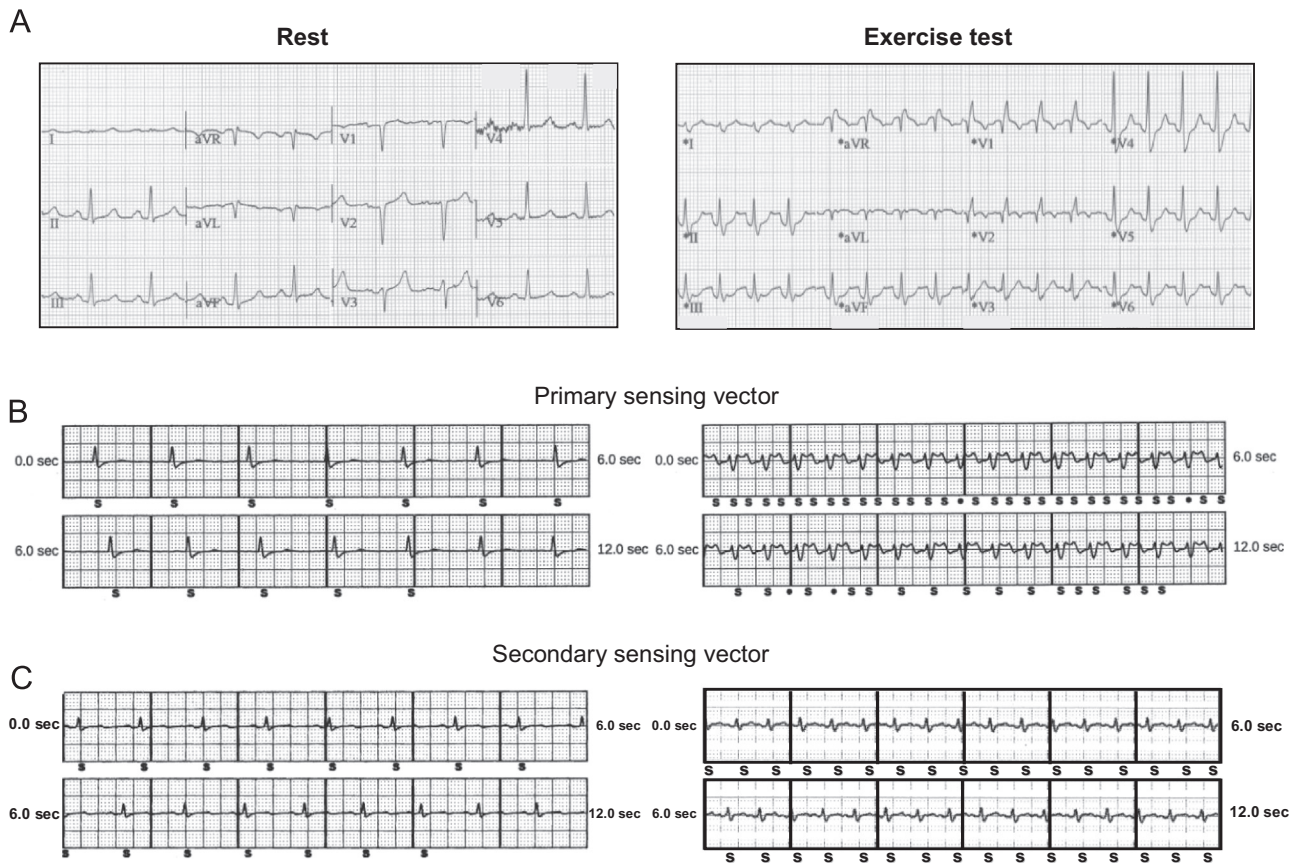 A
Rest
Exercise test
I aVR V1 V4
II aVL V2 V5
III aVF V3 V6
*I *aVR *V1 *V4
*II *aVL *V2 *V5
*III *aVF *V3 *V6
B
Primary sensing vector
0.0 sec 6.0 sec
S S S S S S S
6.0 sec 12.0 sec
S S S S S
0.0 sec 6.0 sec
S S S S S S S S S S S S S S S • S S S S S S S S S S S S S • S S
6.0 sec 12.0 sec
S S • S • S S S S S S S S S S S S S
C
Secondary sensing vector
0.0 sec 6.0 sec
S S S S S S S S
6.0 sec 12.0 sec
S S S S S S S
0.0 sec 6.0 sec
S S S S S S S S S S S S S S S S S
6.0 sec 12.0 sec
S S S S S S S S S S S S S S S S